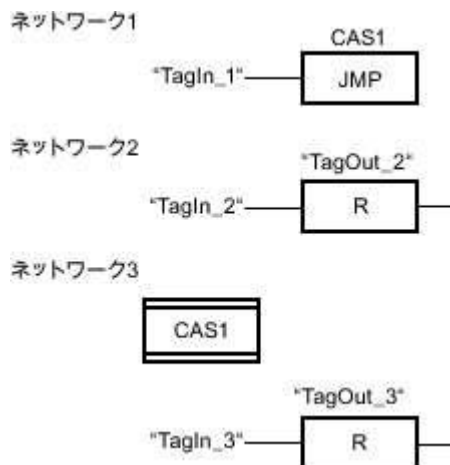 ネットワーク1
CAS1
"TagIn_1"
JMP
ネットワーク2
"TagOut_2"
"TagIn_2"
R
ネットワーク3
CAS1
"TagOut_3"
"TagIn_3"
R